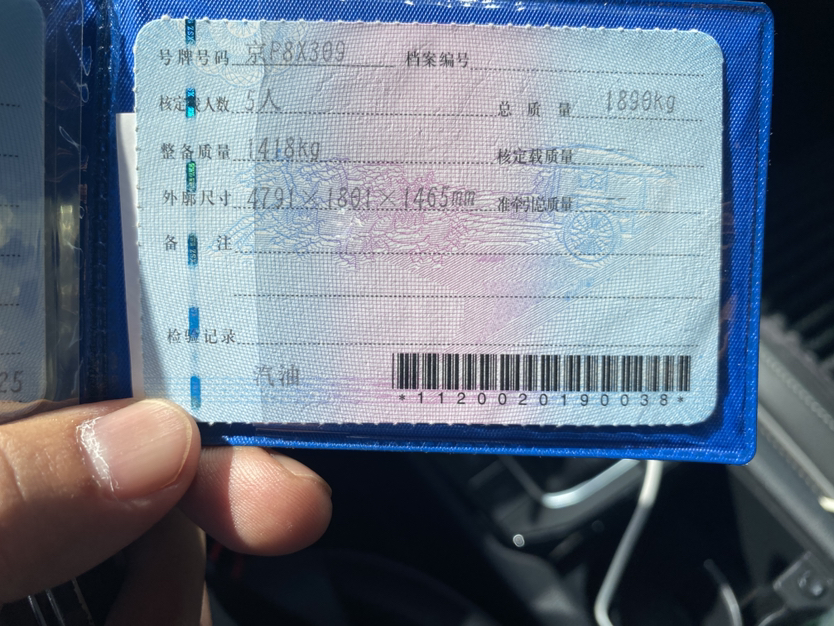 号牌号码 京P8X309 档案编号
核定载人数 5人 总质量 1890kg
整备质量 1418kg 核定载质量
外廓尺寸 4791×1801×1465mm 准牵引总质量 --
备注
检验记录
汽油
*1120020190038*
25